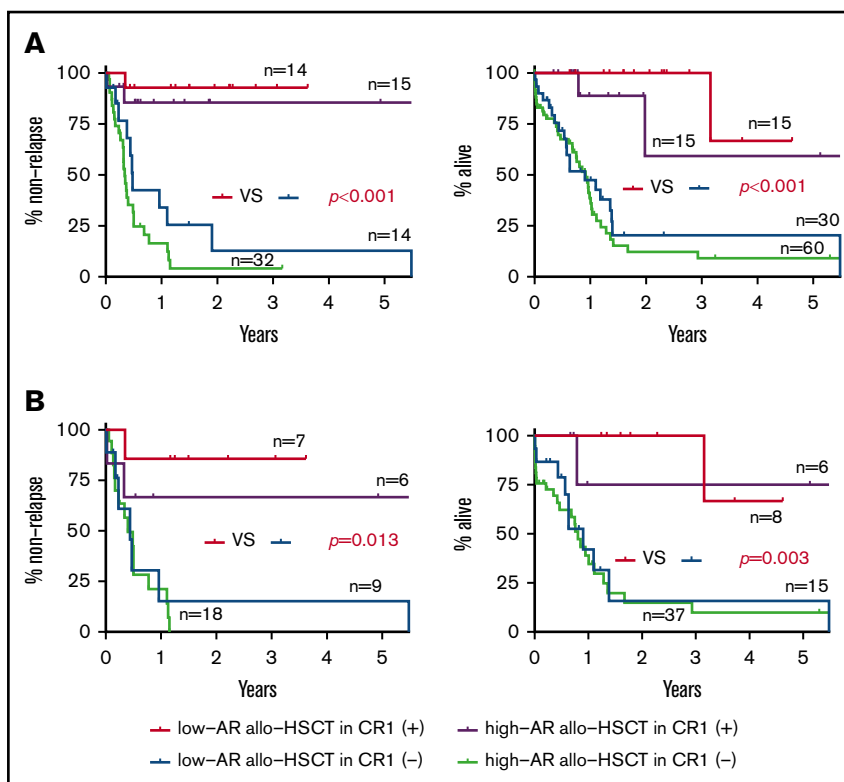 A
% non-relapse
100
75
50
25
0
n=14
n=15
VS
p<0.001
n=14
n=32
0 1 2 3 4 5
Years
% alive
100
75
50
25
0
n=15
n=15
VS
p<0.001
n=30
n=60
0 1 2 3 4 5
Years
B
% non-relapse
100
75
50
25
0
n=7
n=6
VS
p=0.013
n=9
n=18
0 1 2 3 4 5
Years
% alive
100
75
50
25
0
n=6
n=8
VS
p=0.003
n=15
n=37
0 1 2 3 4 5
Years
low-AR allo-HSCT in CR1 (+) high-AR allo-HSCT in CR1 (+)
low-AR allo-HSCT in CR1 (-) high-AR allo-HSCT in CR1 (-)